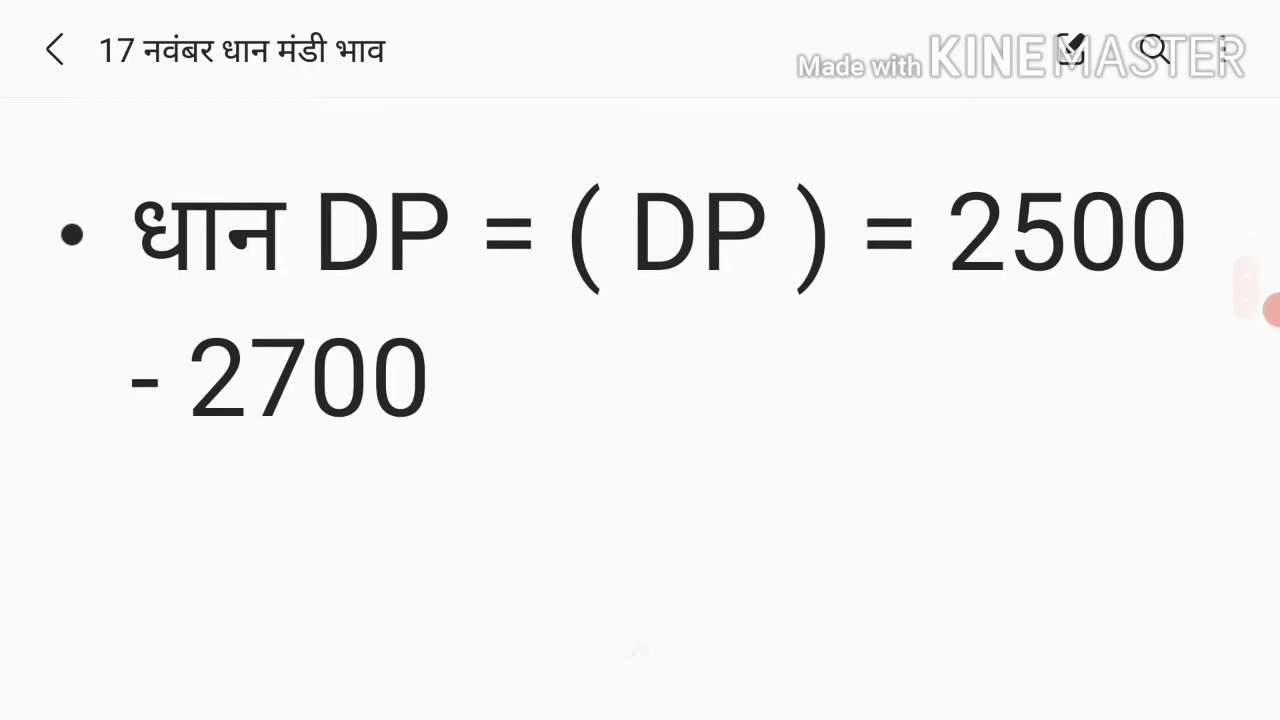 17 नवंबर धान मंडी भाव
Made with KINEMASTER
• धान DP = ( DP ) = 2500
- 2700